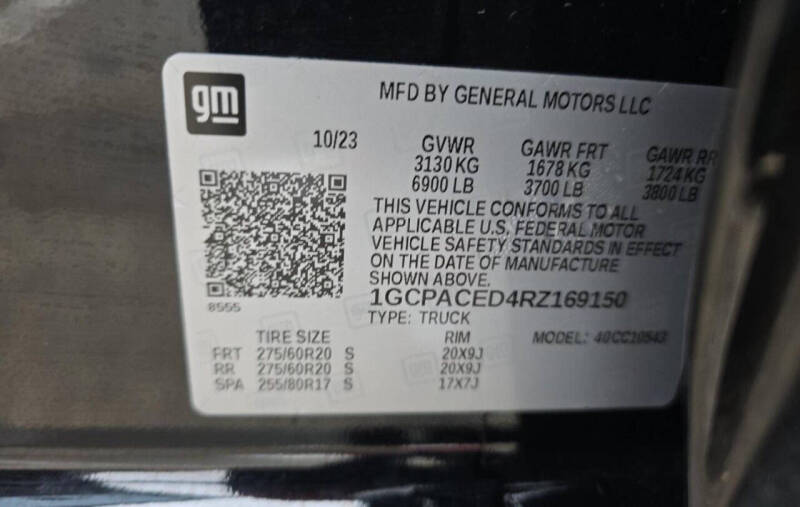 gm
MFD BY GENERAL MOTORS LLC
10/23
GVWR
3130 KG
6900 LB
GAWR FRT
1678 KG
3700 LB
GAWR RR
1724 KG
3800 LB
THIS VEHICLE CONFORMS TO ALL
APPLICABLE U.S. FEDERAL MOTOR
VEHICLE SAFETY STANDARDS IN EFFECT
ON THE DATE OF MANUFACTURE
SHOWN ABOVE.
8555
1GCPACED4RZ169150
TYPE: TRUCK
MODEL:
TIRE SIZE RIM
FRT 275/60R20 S 20X9J
RR 275/60R20 S 20X9J
SPA 255/80R17 S 17X7J